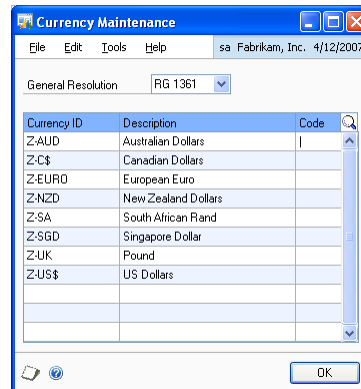 Currency Maintenance
File Edit Tools Help sa Fabrikam, Inc. 4/12/2007
General Resolution RG 1361
Currency ID Description Code
Z-AUD Australian Dollars
Z-C$ Canadian Dollars
Z-EURO European Euro
Z-NZD New Zealand Dollars
Z-SA South African Rand
Z-SGD Singapore Dollar
Z-UK Pound
Z-US$ US Dollars
OK